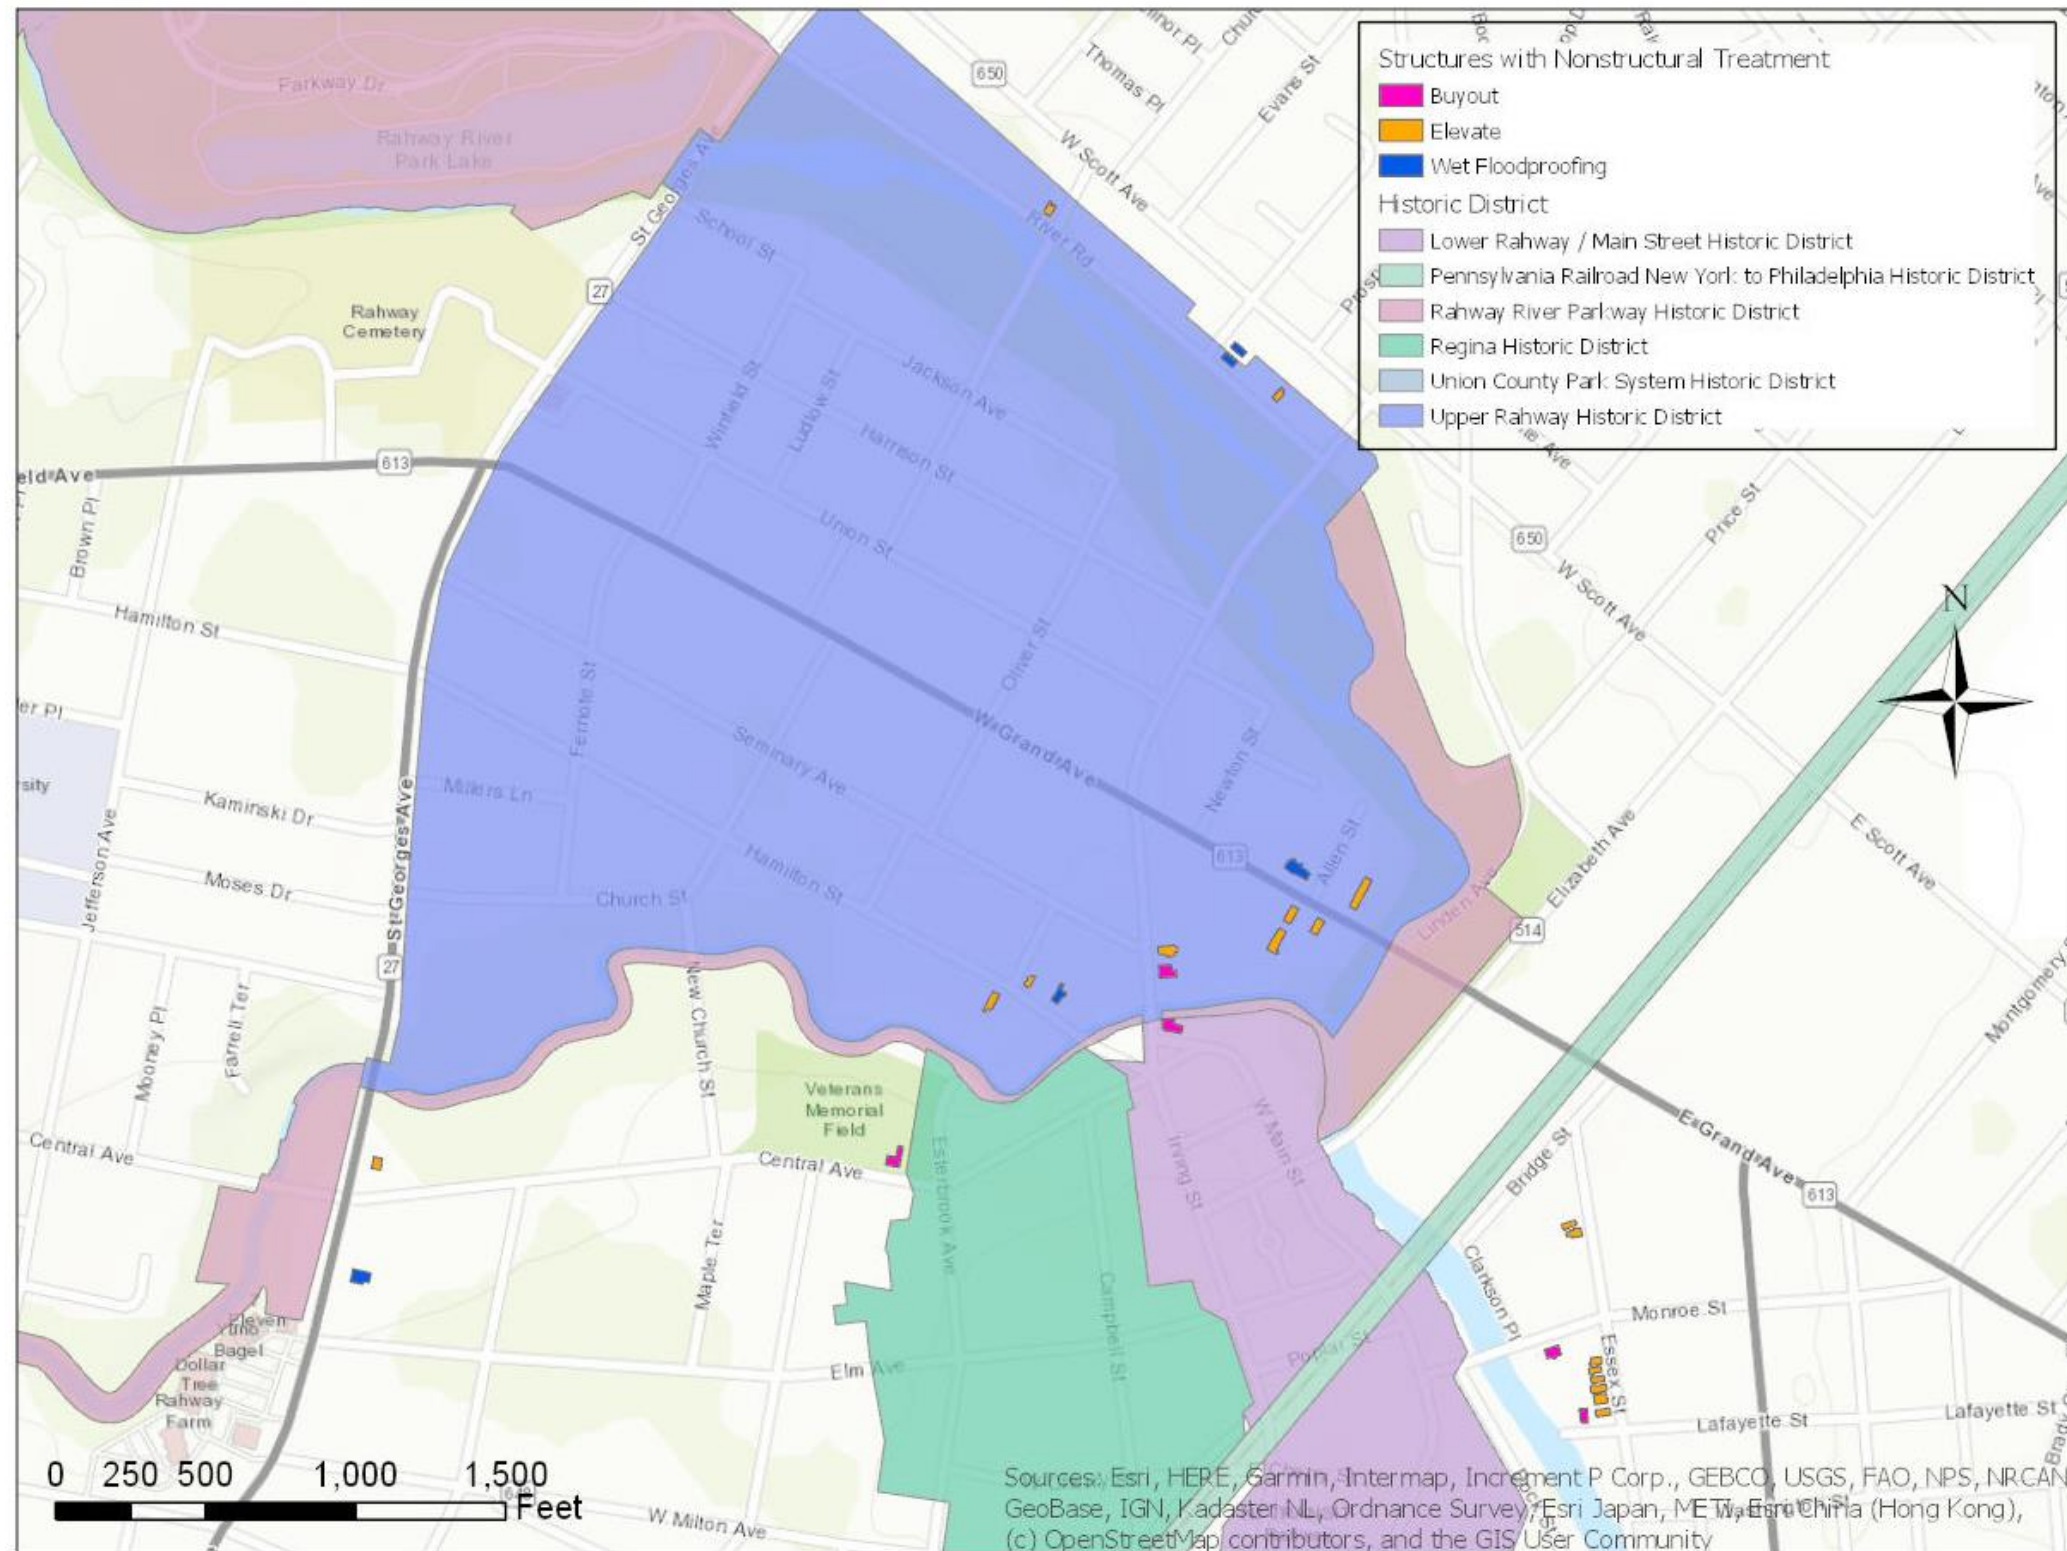 Structures with Nonstructural Treatment
Buyout
Elevate
Wet Floodproofing
Historic District
Lower Rahway / Main Street Historic District
Pennsylvania Railroad New York to Philadelphia Historic District
Rahway River Parkway Historic District
Regina Historic District
Union County Park System Historic District
Upper Rahway Historic District
Parkway Dr
Rahway River
Park Lake
650
Thomas Pl
Evans St
W Scott Ave
St Georges Ave
School St
River Rd
27
Rahway
Cemetery
Jackson Ave
Winfield St
Ludlow St
Harrison St
613
Brown Pl
Union St
Price St
650
W Scott Ave
N
Hamilton St
Oliver St
Fernote St
W Grand Ave
Seminary Ave
Newton St
Millers Ln
Kaminski Dr
St Georges Ave
Jefferson Ave
613
Allen St
Elizabeth Ave
E Scott Ave
Moses Dr
Church St
Hamilton St
Linden Ave
514
27
New Church St
Farrell Ter
Mooney Pl
Montgomery
Veterans
Memorial
Field
Central Ave
Central Ave
Esterbrook Ave
Irving St
W Main St
Bridge St
E Grand Ave
613
Maple Ter
Clarkson Pl
Campbell St
Monroe St
Eleven
Bagel
Dollar
Tree
Rahway
Farm
Elm Ave
Poplar St
Essex St
Lafayette St
Lafayette St
0 250 500 1,000 1,500
Feet
W Milton Ave
Sources: Esri, HERE, Garmin, Intermap, Increment P Corp., GEBCO, USGS, FAO, NPS, NRCAN,
GeoBase, IGN, Kadaster NL, Ordnance Survey, Esri Japan, METI, Esri China (Hong Kong),
(c) OpenStreetMap contributors, and the GIS User Community